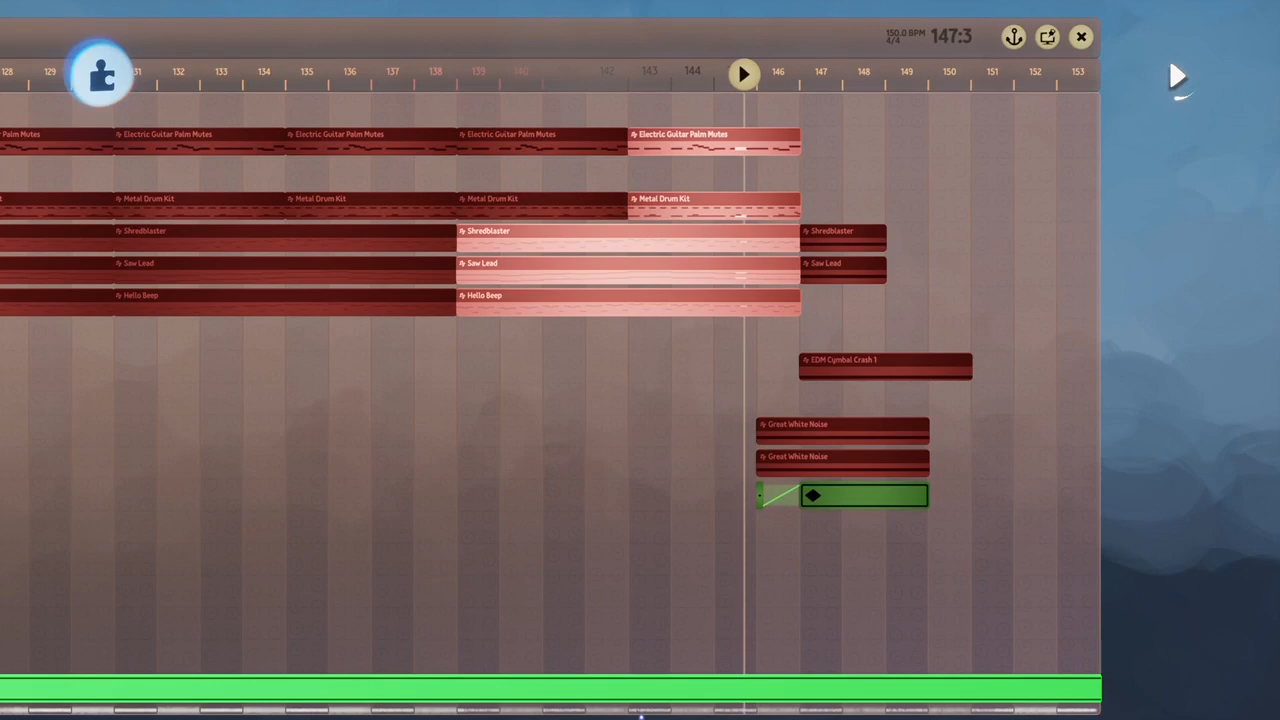 150.0 BPM
4/4
147:3
128 129 31 132 133 134 135 136 137 138 139 140 142 143 144 146 147 148 149 150 151 152 153
Palm Mutes Electric Guitar Palm Mutes Electric Guitar Palm Mutes Electric Guitar Palm Mutes Electric Guitar Palm Mutes
t Metal Drum Kit Metal Drum Kit Metal Drum Kit Metal Drum Kit
Shredblaster Shredblaster Shredblaster
Saw Lead Saw Lead Saw Lead
Hello Beep Hello Beep
EDM Cymbal Crash 1
Great White Noise
Great White Noise